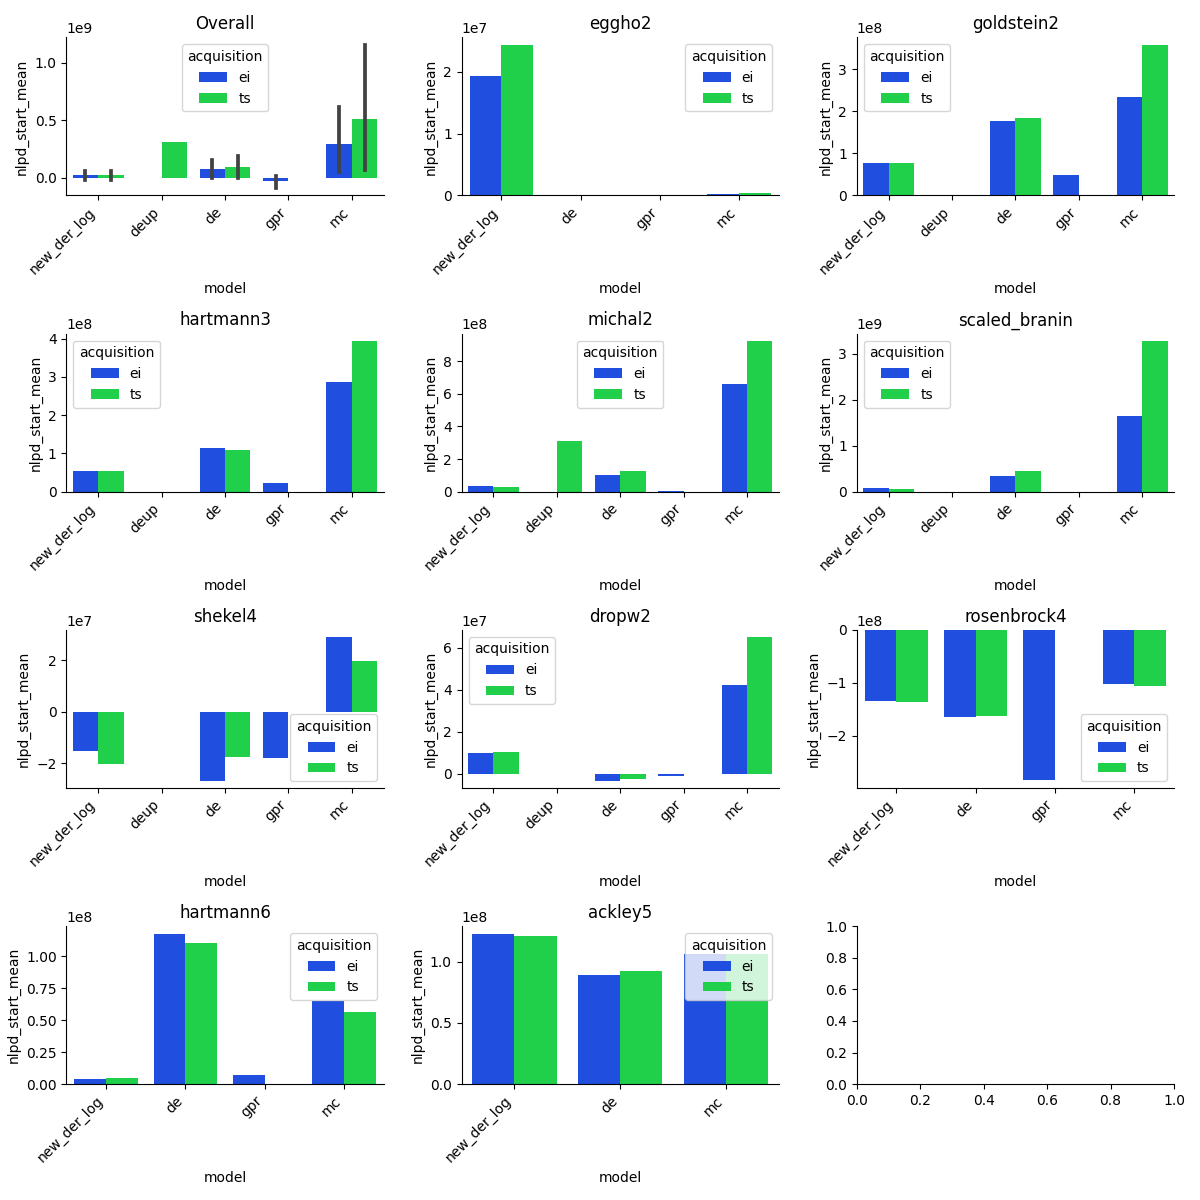 Overall
1e9
nlpd_start_mean
1.0
0.5
0.0
acquisition
ei
ts
new_der_log
deup
de
gpr
mc
model
eggho2
1e7
nlpd_start_mean
2
1
0
acquisition
ei
ts
new_der_log
de
gpr
mc
model
goldstein2
1e8
nlpd_start_mean
3
2
1
0
acquisition
ei
ts
new_der_log
deup
de
gpr
mc
model
hartmann3
1e8
nlpd_start_mean
4
3
2
1
0
acquisition
ei
ts
new_der_log
deup
de
gpr
mc
model
michal2
1e8
nlpd_start_mean
8
6
4
2
0
acquisition
ei
ts
new_der_log
deup
de
gpr
mc
model
scaled_branin
1e9
nlpd_start_mean
3
2
1
0
acquisition
ei
ts
new_der_log
deup
de
gpr
mc
model
shekel4
1e7
nlpd_start_mean
2
0
−2
acquisition
ei
ts
new_der_log
deup
de
gpr
mc
model
dropw2
1e7
nlpd_start_mean
6
4
2
0
acquisition
ei
ts
new_der_log
deup
de
gpr
mc
model
rosenbrock4
1e8
nlpd_start_mean
0
−1
−2
acquisition
ei
ts
new_der_log
de
gpr
mc
model
hartmann6
1e8
nlpd_start_mean
1.00
0.75
0.50
0.25
0.00
acquisition
ei
ts
new_der_log
de
gpr
mc
model
ackley5
1e8
nlpd_start_mean
1.0
0.5
0.0
acquisition
ei
ts
new_der_log
de
mc
model
1.0
0.8
0.6
0.4
0.2
0.0
0.0 0.2 0.4 0.6 0.8 1.0